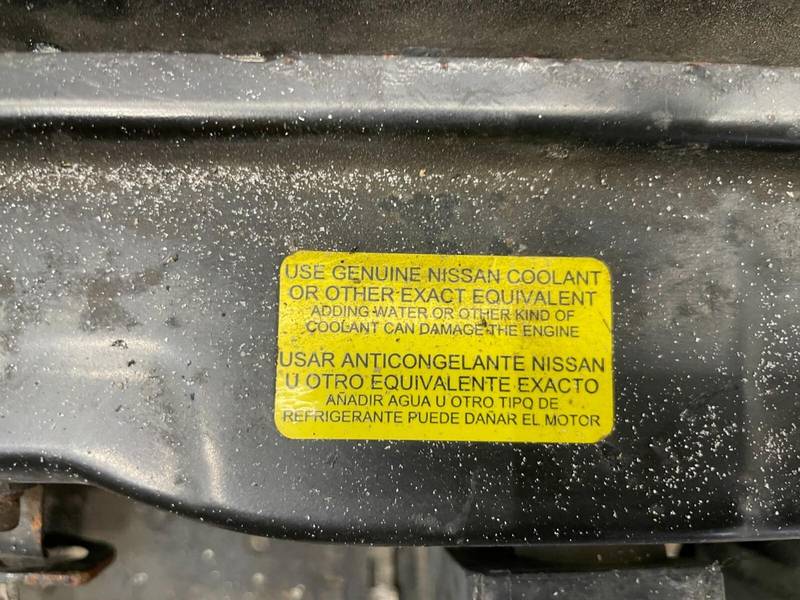 USE GENUINE NISSAN COOLANT
OR OTHER EXACT EQUIVALENT
ADDING WATER OR OTHER KIND OF
COOLANT CAN DAMAGE THE ENGINE
USAR ANTICONGELANTE NISSAN
U OTRO EQUIVALENTE EXACTO
AÑADIR AGUA U OTRO TIPO DE
REFRIGERANTE PUEDE DAÑAR EL MOTOR